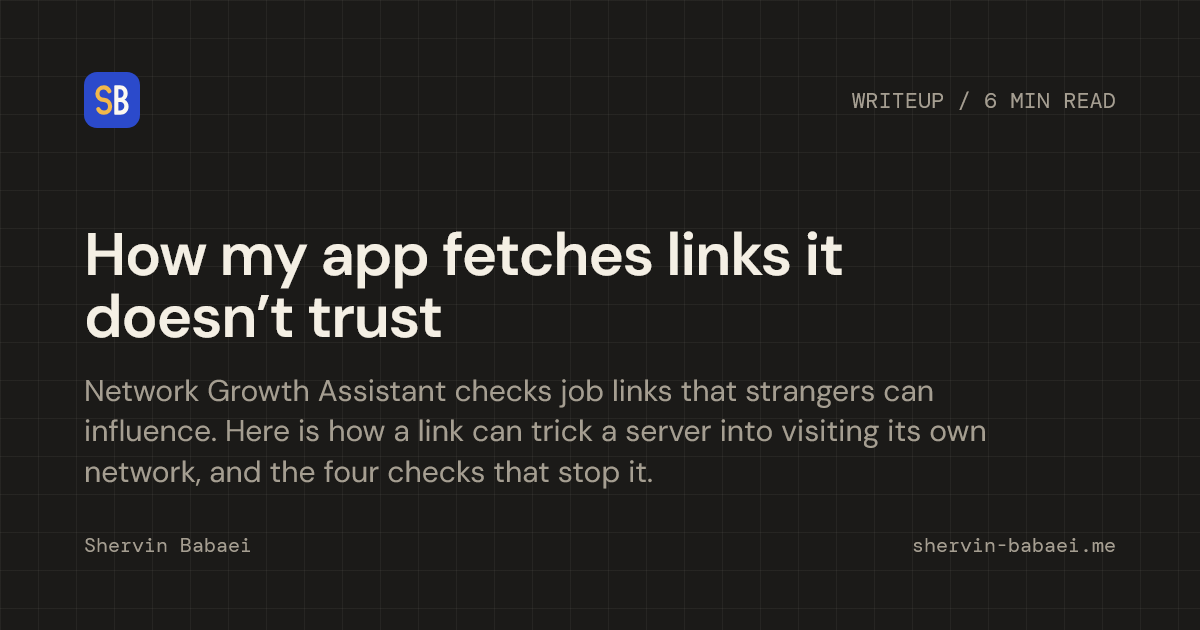 SB
WRITEUP / 6 MIN READ
How my app fetches links it
doesn’t trust
Network Growth Assistant checks job links that strangers can
influence. Here is how a link can trick a server into visiting its own
network, and the four checks that stop it.
Shervin Babaei
shervin-babaei.me